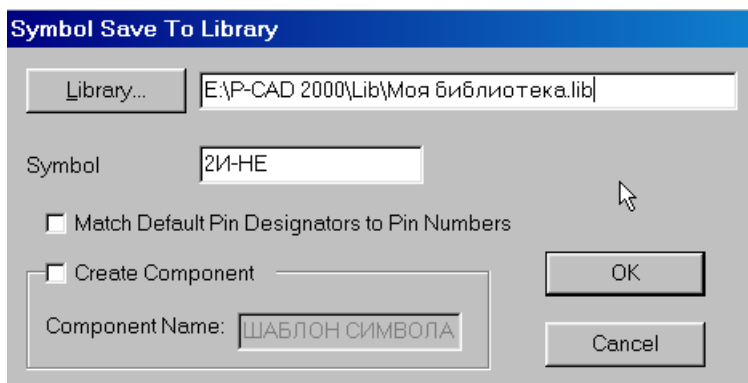 Symbol Save To Library
Library... E:\P-CAD 2000\Lib\Моя библиотека.lib
Symbol 2И-НЕ
Match Default Pin Designators to Pin Numbers
Create Component OK
Component Name: ШАБЛОН СИМВОЛА
Cancel